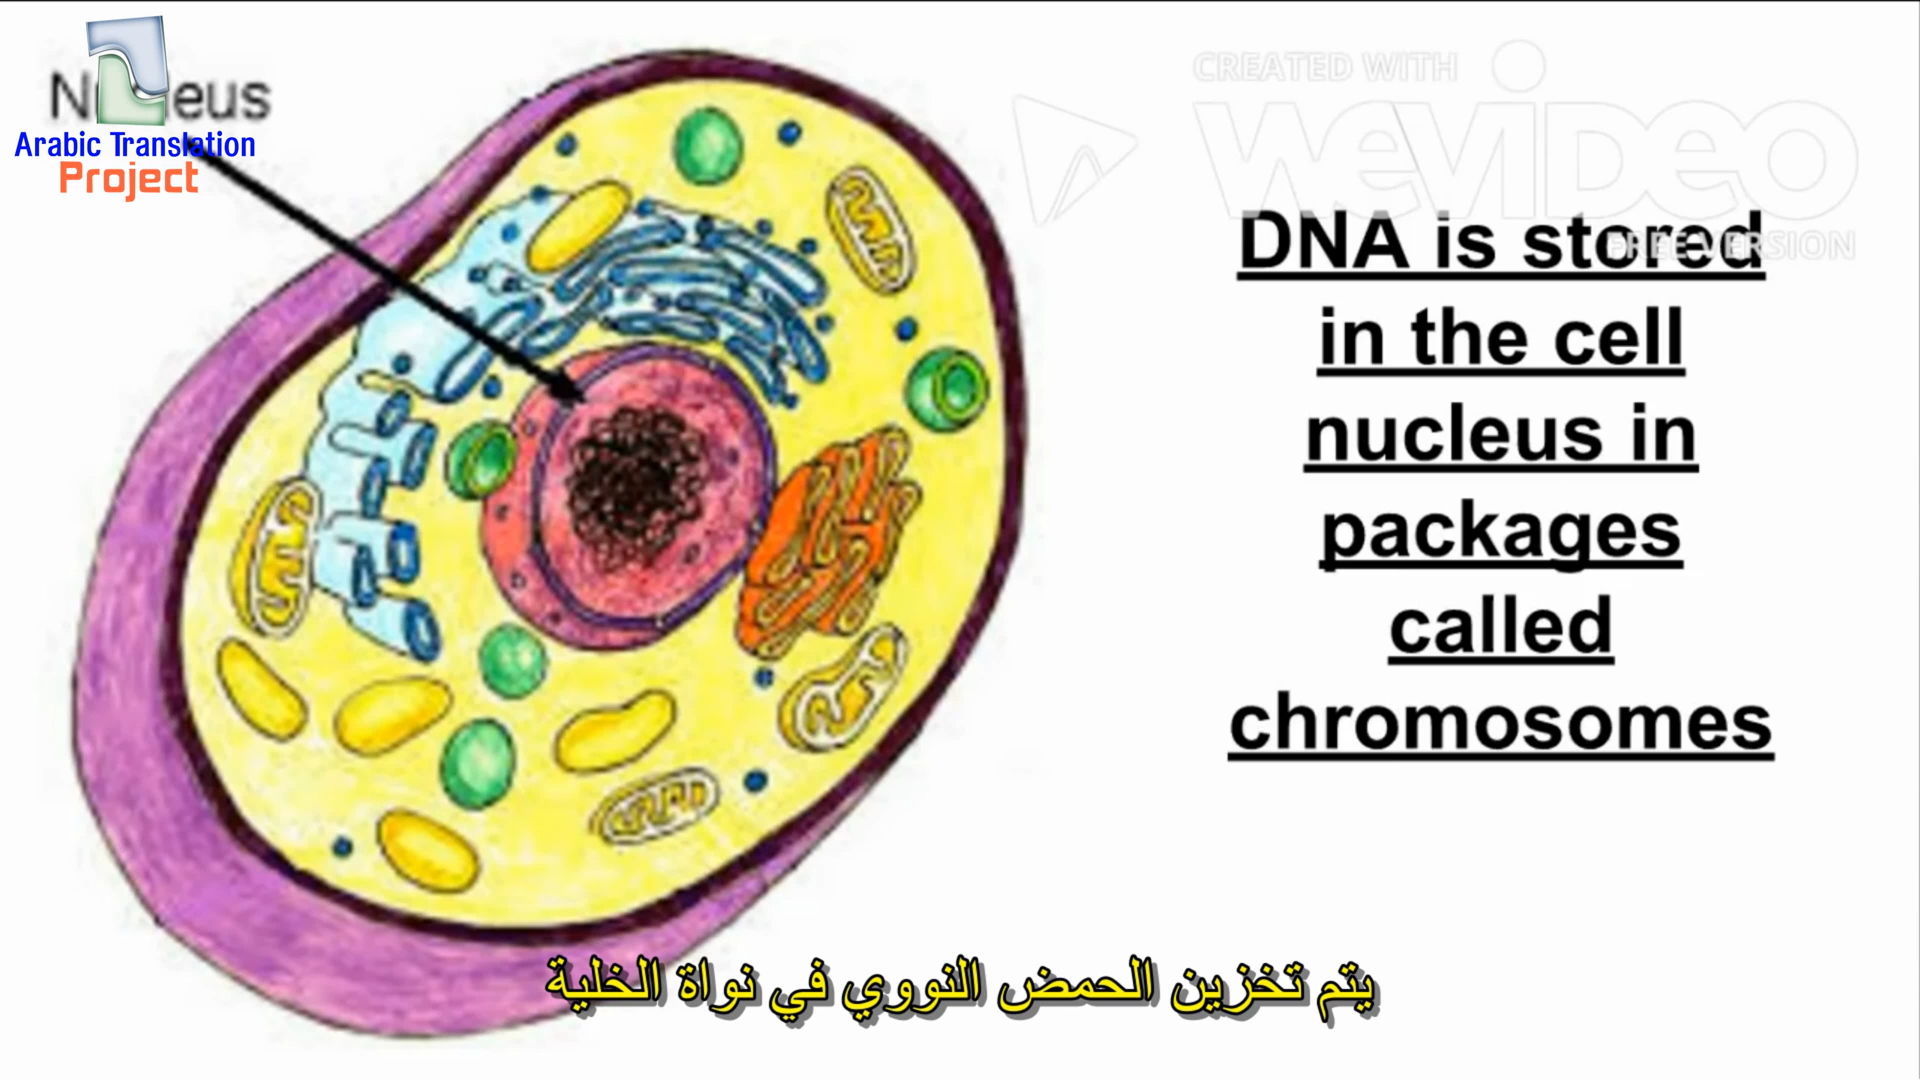 Nucleus
Arabic Translation
Project
CREATED WITH
WEVIDEO
FREE VERSION
DNA is stored
in the cell
nucleus in
packages
called
chromosomes
يتم تخزين الحمض النووي في نواة الخلية